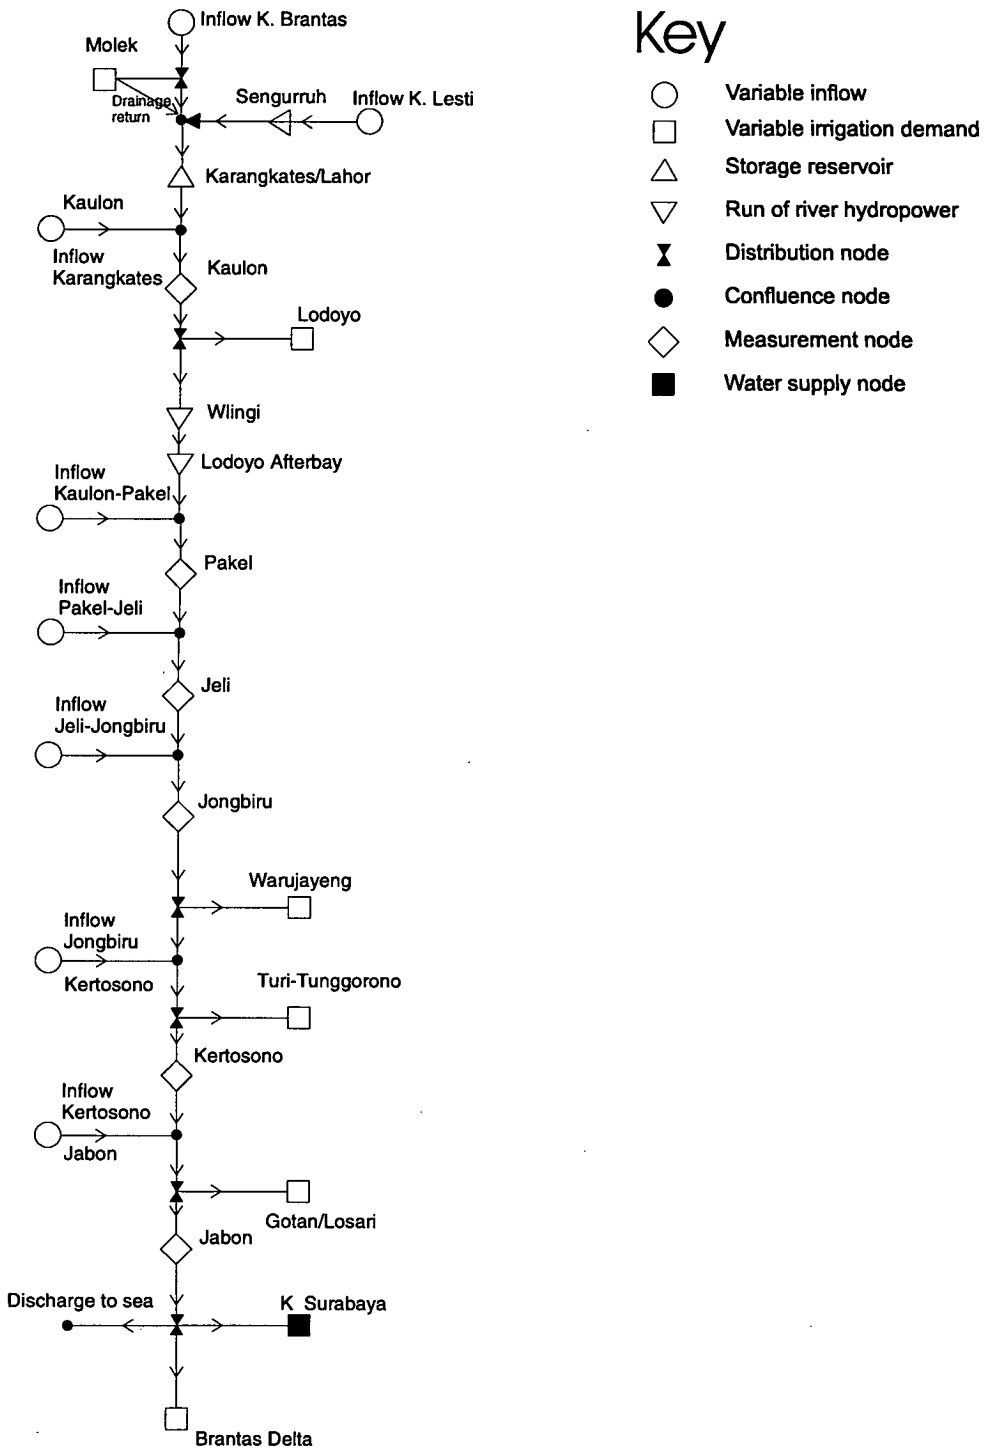 Inflow K. Brantas
Molek
Drainage
return
Sengurruh
Inflow K. Lesti
Karangkates/Lahor
Kaulon
Inflow
Karangkates
Kaulon
Lodoyo
Wlingi
Lodoyo Afterbay
Inflow
Kaulon-Pakel
Pakel
Inflow
Pakel-Jeli
Jeli
Inflow
Jeli-Jongbiru
Jongbiru
Warujayeng
Inflow
Jongbiru
Kertosono
Turi-Tunggorono
Kertosono
Inflow
Kertosono
Jabon
Gotan/Losari
Jabon
Discharge to sea
K Surabaya
Brantas Delta
Key
Variable inflow
Variable irrigation demand
Storage reservoir
Run of river hydropower
Distribution node
Confluence node
Measurement node
Water supply node